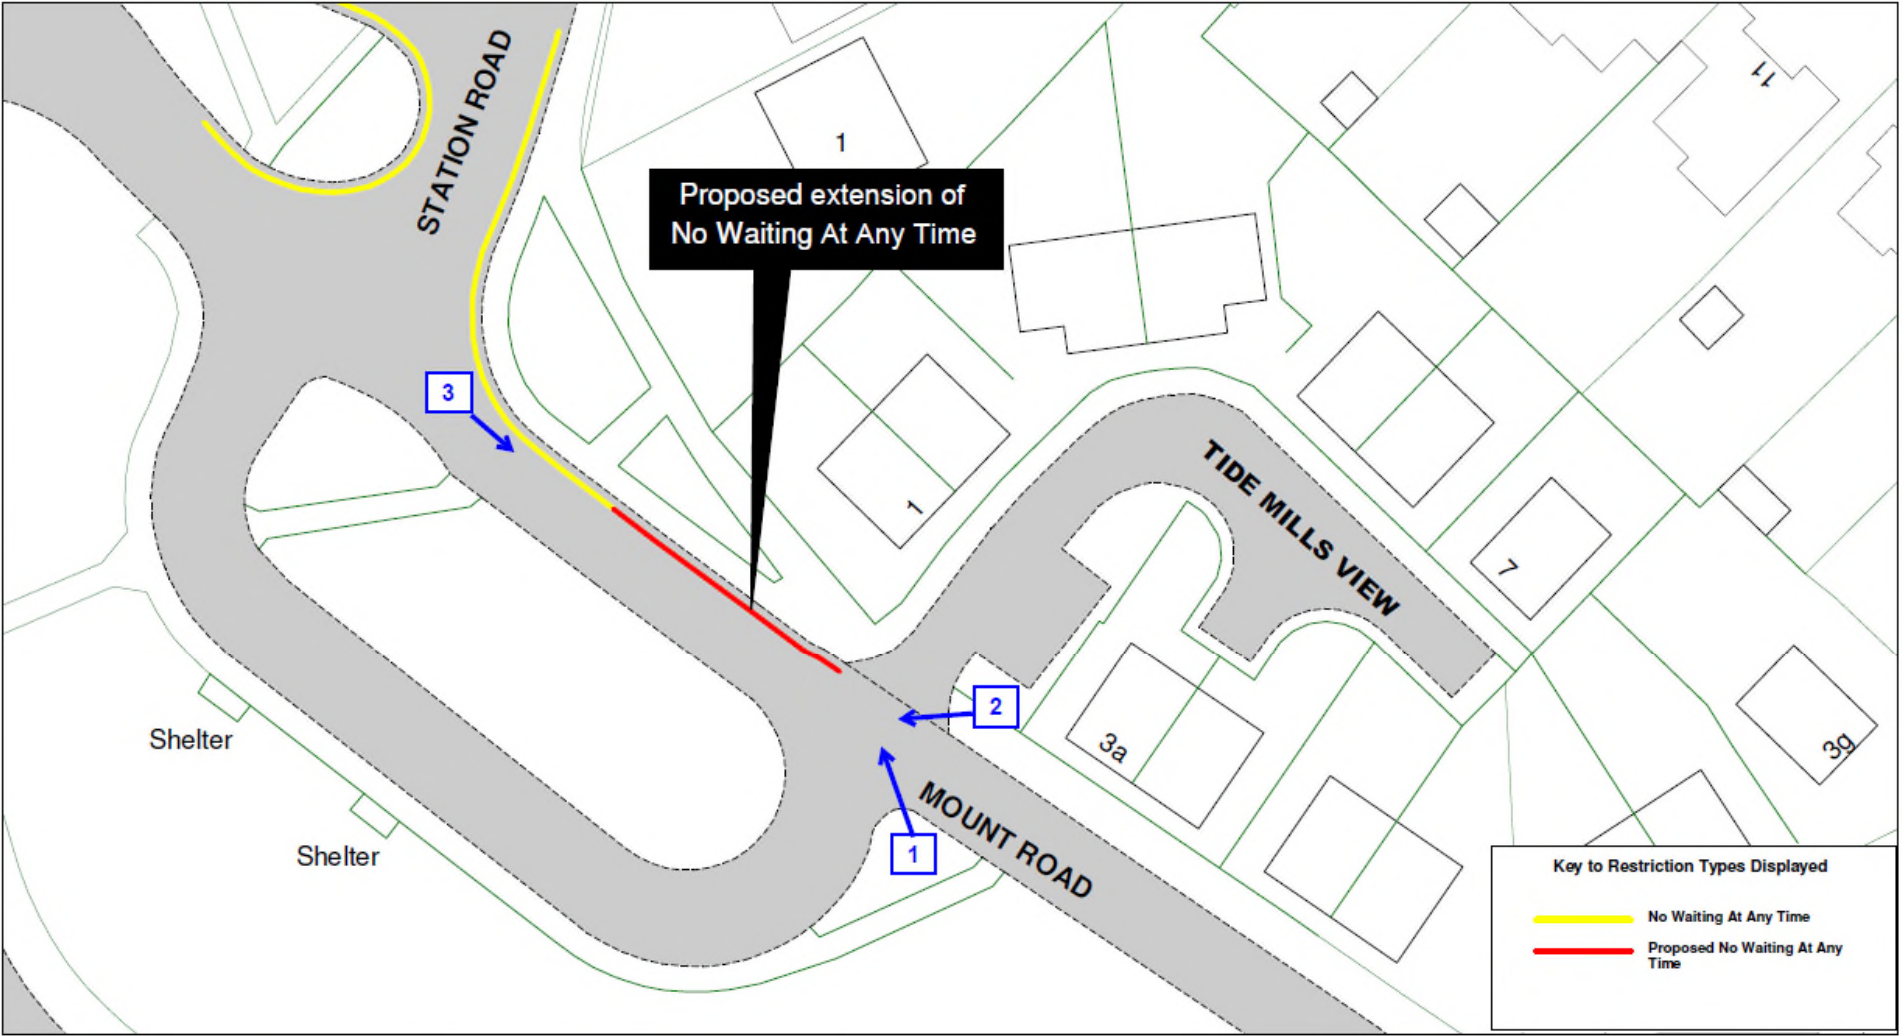 STATION ROAD
11
1
Proposed extension of
No Waiting At Any Time
3
1
TIDE MILLS VIEW
7
2
3a
3g
Shelter
Shelter
1
MOUNT ROAD
Key to Restriction Types Displayed
No Waiting At Any Time
Proposed No Waiting At Any
Time